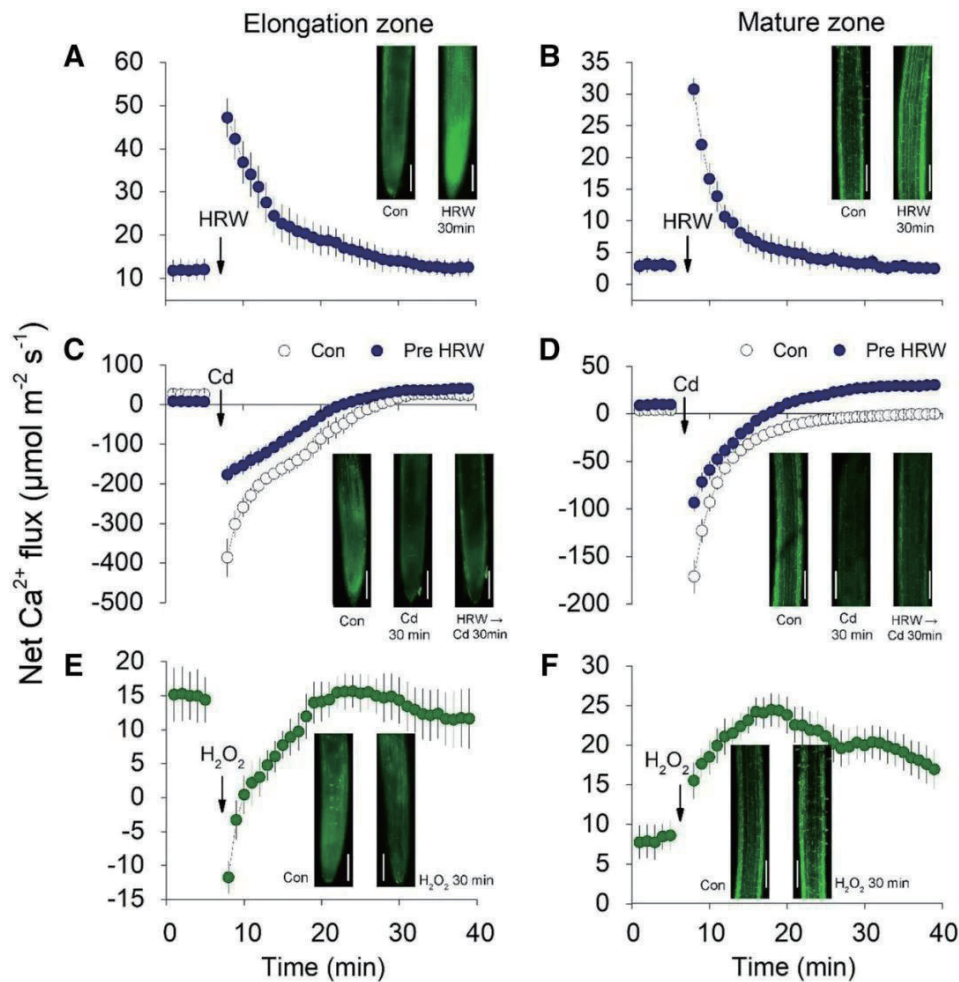 Elongation zone
Mature zone
A
60
50
40
30
20
10
HRW
Con
HRW
30min
B
35
30
25
20
15
10
5
0
HRW
Con
HRW
30min
Net Ca²⁺ flux (µmol m⁻² s⁻¹)
C
100
0
-100
-200
-300
-400
-500
Con
Pre HRW
Cd
Con
Cd
30 min
HRW →
Cd 30min
D
50
0
-50
-100
-150
-200
Con
Pre HRW
Cd
Con
Cd
30 min
HRW →
Cd 30min
E
20
15
10
5
0
-5
-10
-15
H₂O₂
Con
H₂O₂ 30 min
0
10
20
30
40
Time (min)
F
30
25
20
15
10
5
0
H₂O₂
Con
H₂O₂ 30 min
0
10
20
30
40
Time (min)